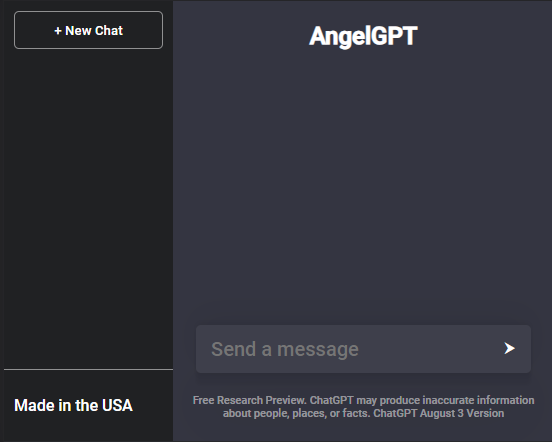 + New Chat
AngelGPT
Send a message
Free Research Preview. ChatGPT may produce inaccurate information
about people, places, or facts. ChatGPT August 3 Version
Made in the USA